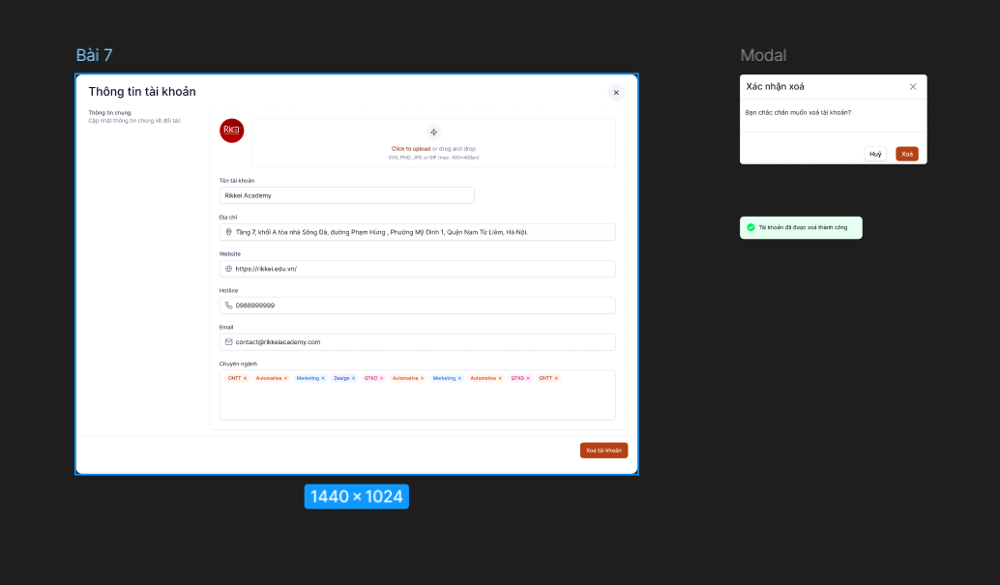 Bài 7
Modal
Thông tin tài khoản
Thông tin chung
Cập nhật thông tin chung về đối tác
Click to upload or drag and drop
SVG, PNG, JPG or GIF (max. 400x400px)
Tên tài khoản
Rikkei Academy
Địa chỉ
Tầng 7, khối A tòa nhà Sông Đà, đường Phạm Hùng , Phường Mỹ Đình 1, Quận Nam Từ Liêm, Hà Nội.
Website
https://rikkei.edu.vn/
Hotline
0988999999
Email
contact@rikkeiacademy.com
Chuyên ngành
CNTT × Automative × Marketing × Design × QTKD × Automative × Marketing × Automative × QTKD × CNTT ×
Xoá tài khoản
1440 × 1024
Xác nhận xoá
Bạn chắc chắn muốn xoá tài khoản?
Huỷ Xoá
Tài khoản đã được xoá thành công